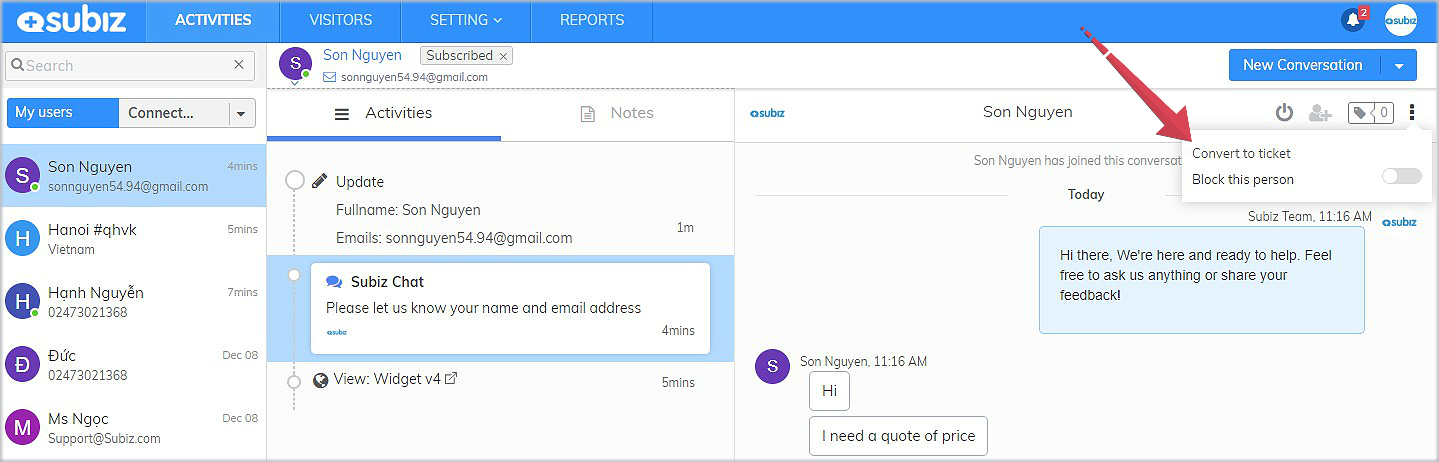 subiz ACTIVITIES VISITORS SETTING REPORTS 2 subiz
Search
Son Nguyen Subscribed ×
sonnguyen54.94@gmail.com
New Conversation
My users Connect...
S Son Nguyen 4mins
sonnguyen54.94@gmail.com
H Hanoi #qhvk 5mins
Vietnam
H Hạnh Nguyễn 7mins
02473021368
Đ Đức Dec 08
02473021368
M Ms Ngọc Dec 08
Support@Subiz.com
S
Activities Notes
Update
Fullname: Son Nguyen
Emails: sonnguyen54.94@gmail.com
1m
Subiz Chat
Please let us know your name and email address
subiz 4mins
View: Widget v4 5mins
subiz Son Nguyen 0
Convert to ticket
Block this person
Son Nguyen has joined this conversa
Today
Subiz Team, 11:16 AM
subiz
Hi there, We're here and ready to help. Feel
free to ask us anything or share your
feedback!
S Son Nguyen, 11:16 AM
Hi
I need a quote of price